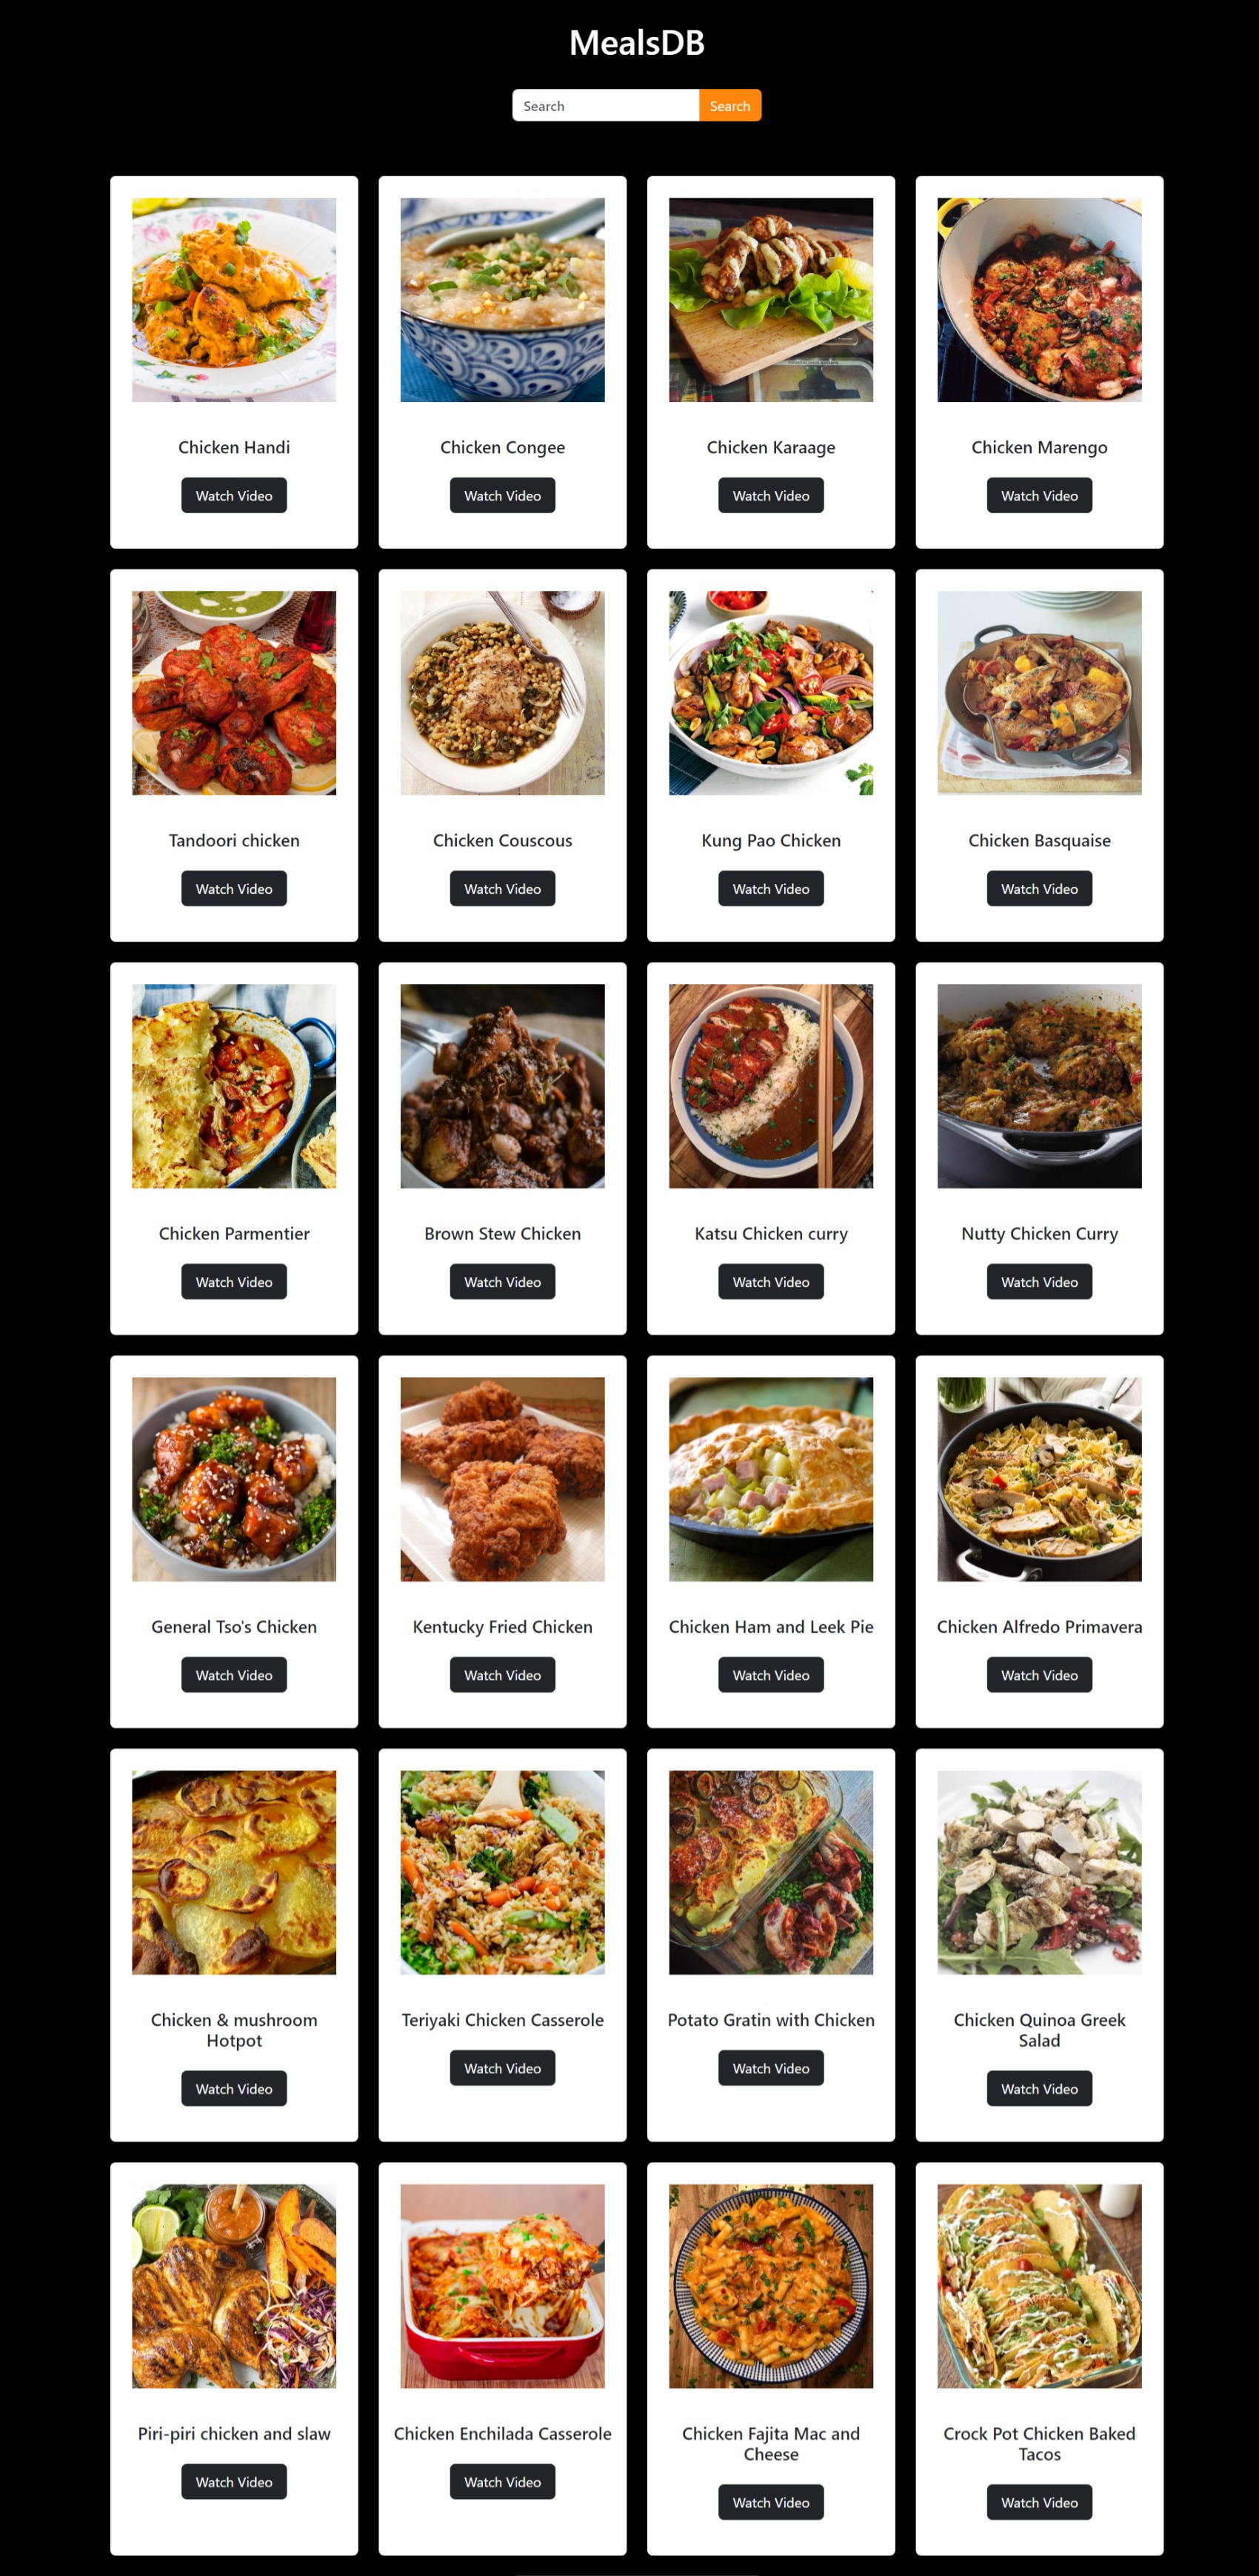 MealsDB
Search Search
Chicken Handi
Watch Video
Chicken Congee
Watch Video
Chicken Karaage
Watch Video
Chicken Marengo
Watch Video
Tandoori chicken
Watch Video
Chicken Couscous
Watch Video
Kung Pao Chicken
Watch Video
Chicken Basquaise
Watch Video
Chicken Parmentier
Watch Video
Brown Stew Chicken
Watch Video
Katsu Chicken curry
Watch Video
Nutty Chicken Curry
Watch Video
General Tso's Chicken
Watch Video
Kentucky Fried Chicken
Watch Video
Chicken Ham and Leek Pie
Watch Video
Chicken Alfredo Primavera
Watch Video
Chicken & mushroom
Hotpot
Watch Video
Teriyaki Chicken Casserole
Watch Video
Potato Gratin with Chicken
Watch Video
Chicken Quinoa Greek
Salad
Watch Video
Piri-piri chicken and slaw
Watch Video
Chicken Enchilada Casserole
Watch Video
Chicken Fajita Mac and
Cheese
Watch Video
Crock Pot Chicken Baked
Tacos
Watch Video